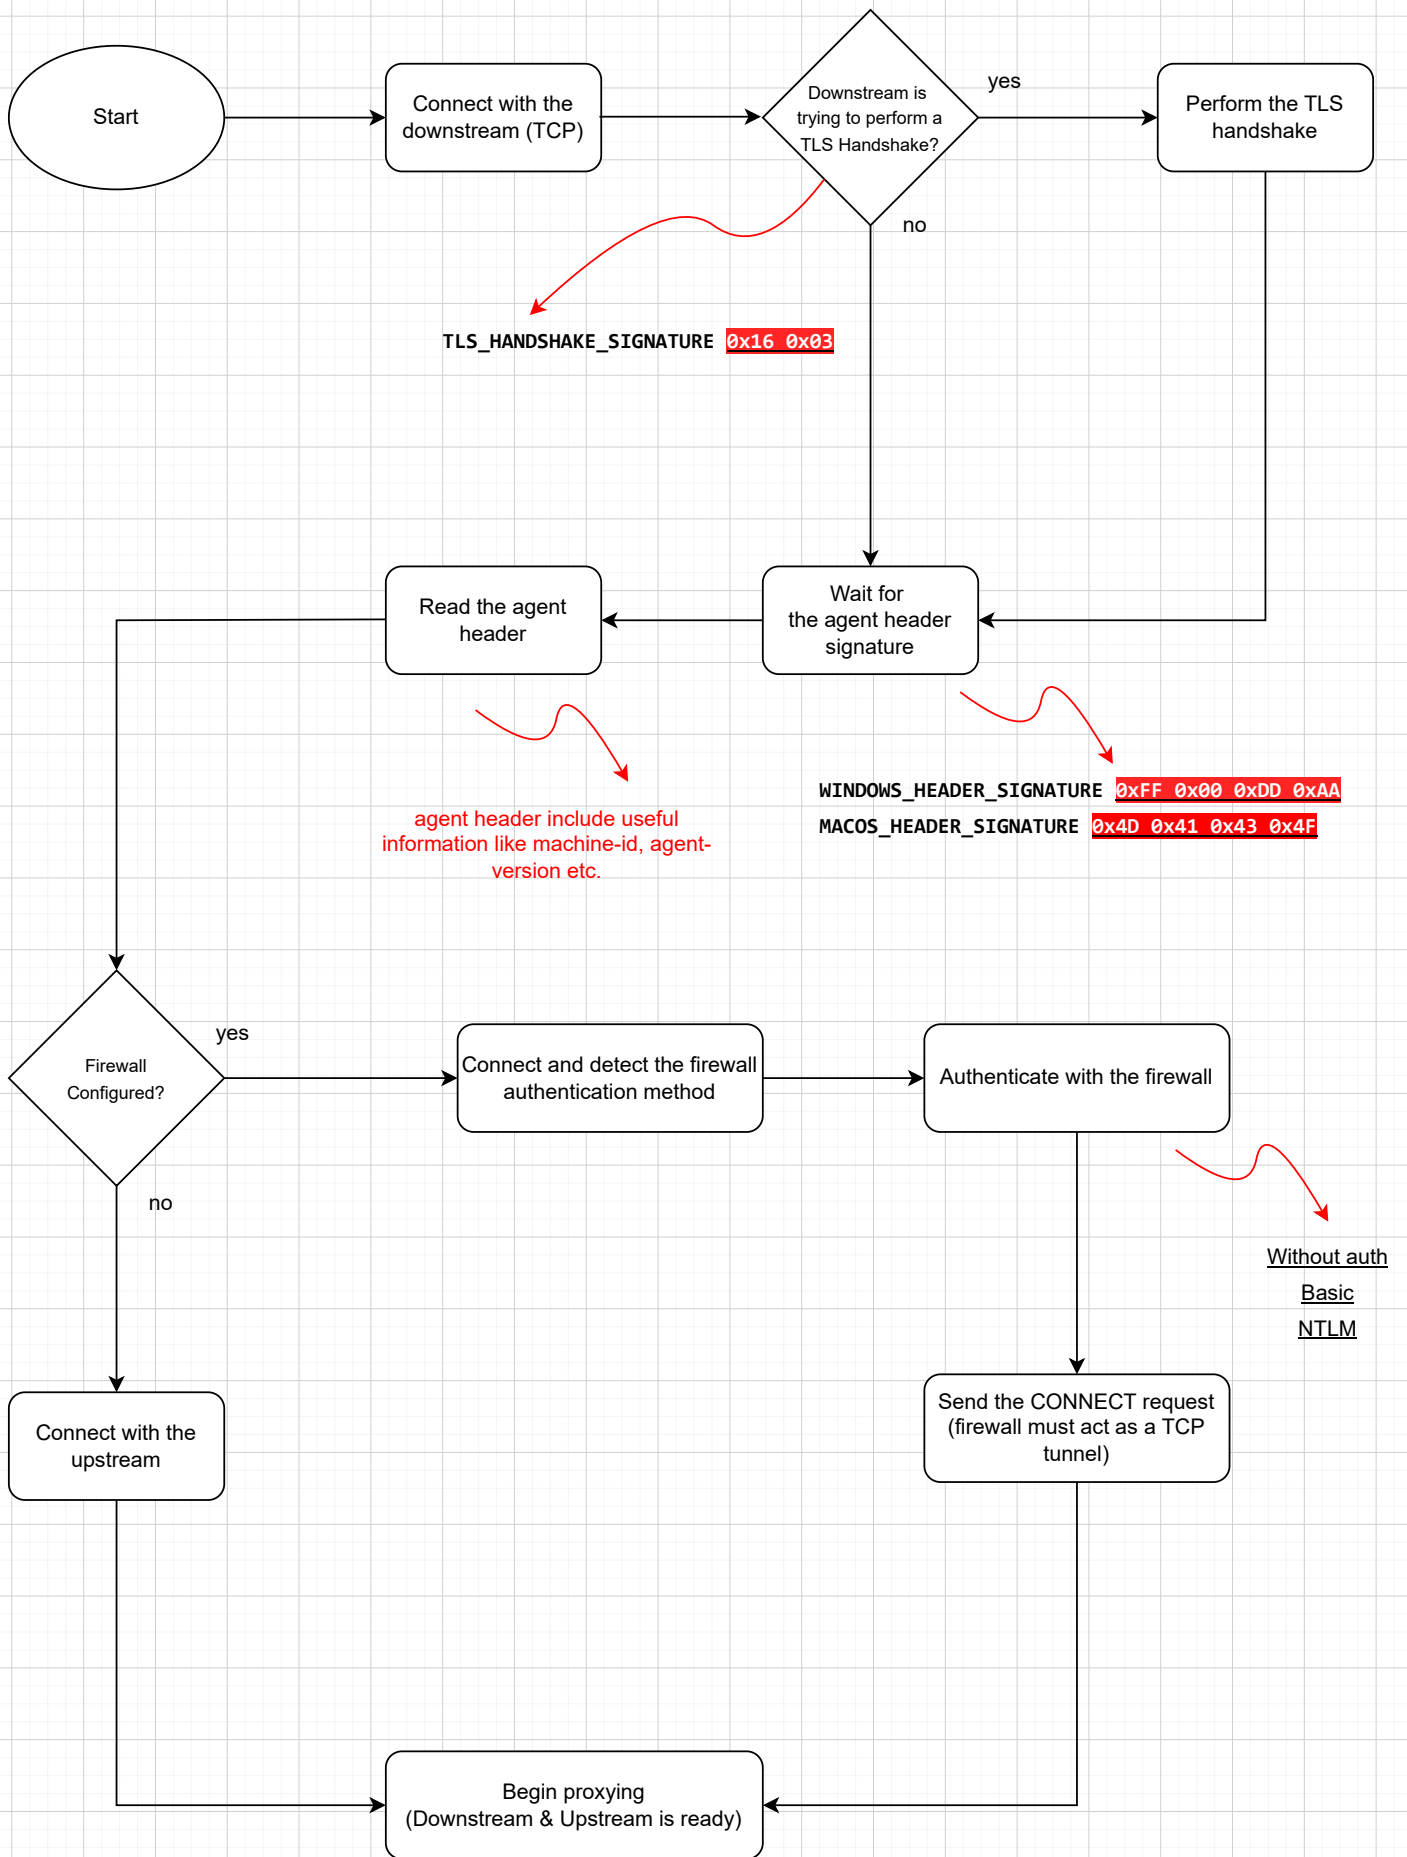 Start
Connect with the
downstream (TCP)
Downstream is
trying to perform a
TLS Handshake?
yes
Perform the TLS
handshake
no
TLS_HANDSHAKE_SIGNATURE 0x16 0x03
Read the agent
header
Wait for
the agent header
signature
WINDOWS_HEADER_SIGNATURE 0xFF 0x00 0xDD 0xAA
MACOS_HEADER_SIGNATURE 0x4D 0x41 0x43 0x4F
agent header include useful
information like machine-id, agent-
version etc.
Firewall
Configured?
yes
Connect and detect the firewall
authentication method
Authenticate with the firewall
no
Without auth
Basic
NTLM
Connect with the
upstream
Send the CONNECT request
(firewall must act as a TCP
tunnel)
Begin proxying
(Downstream & Upstream is ready)